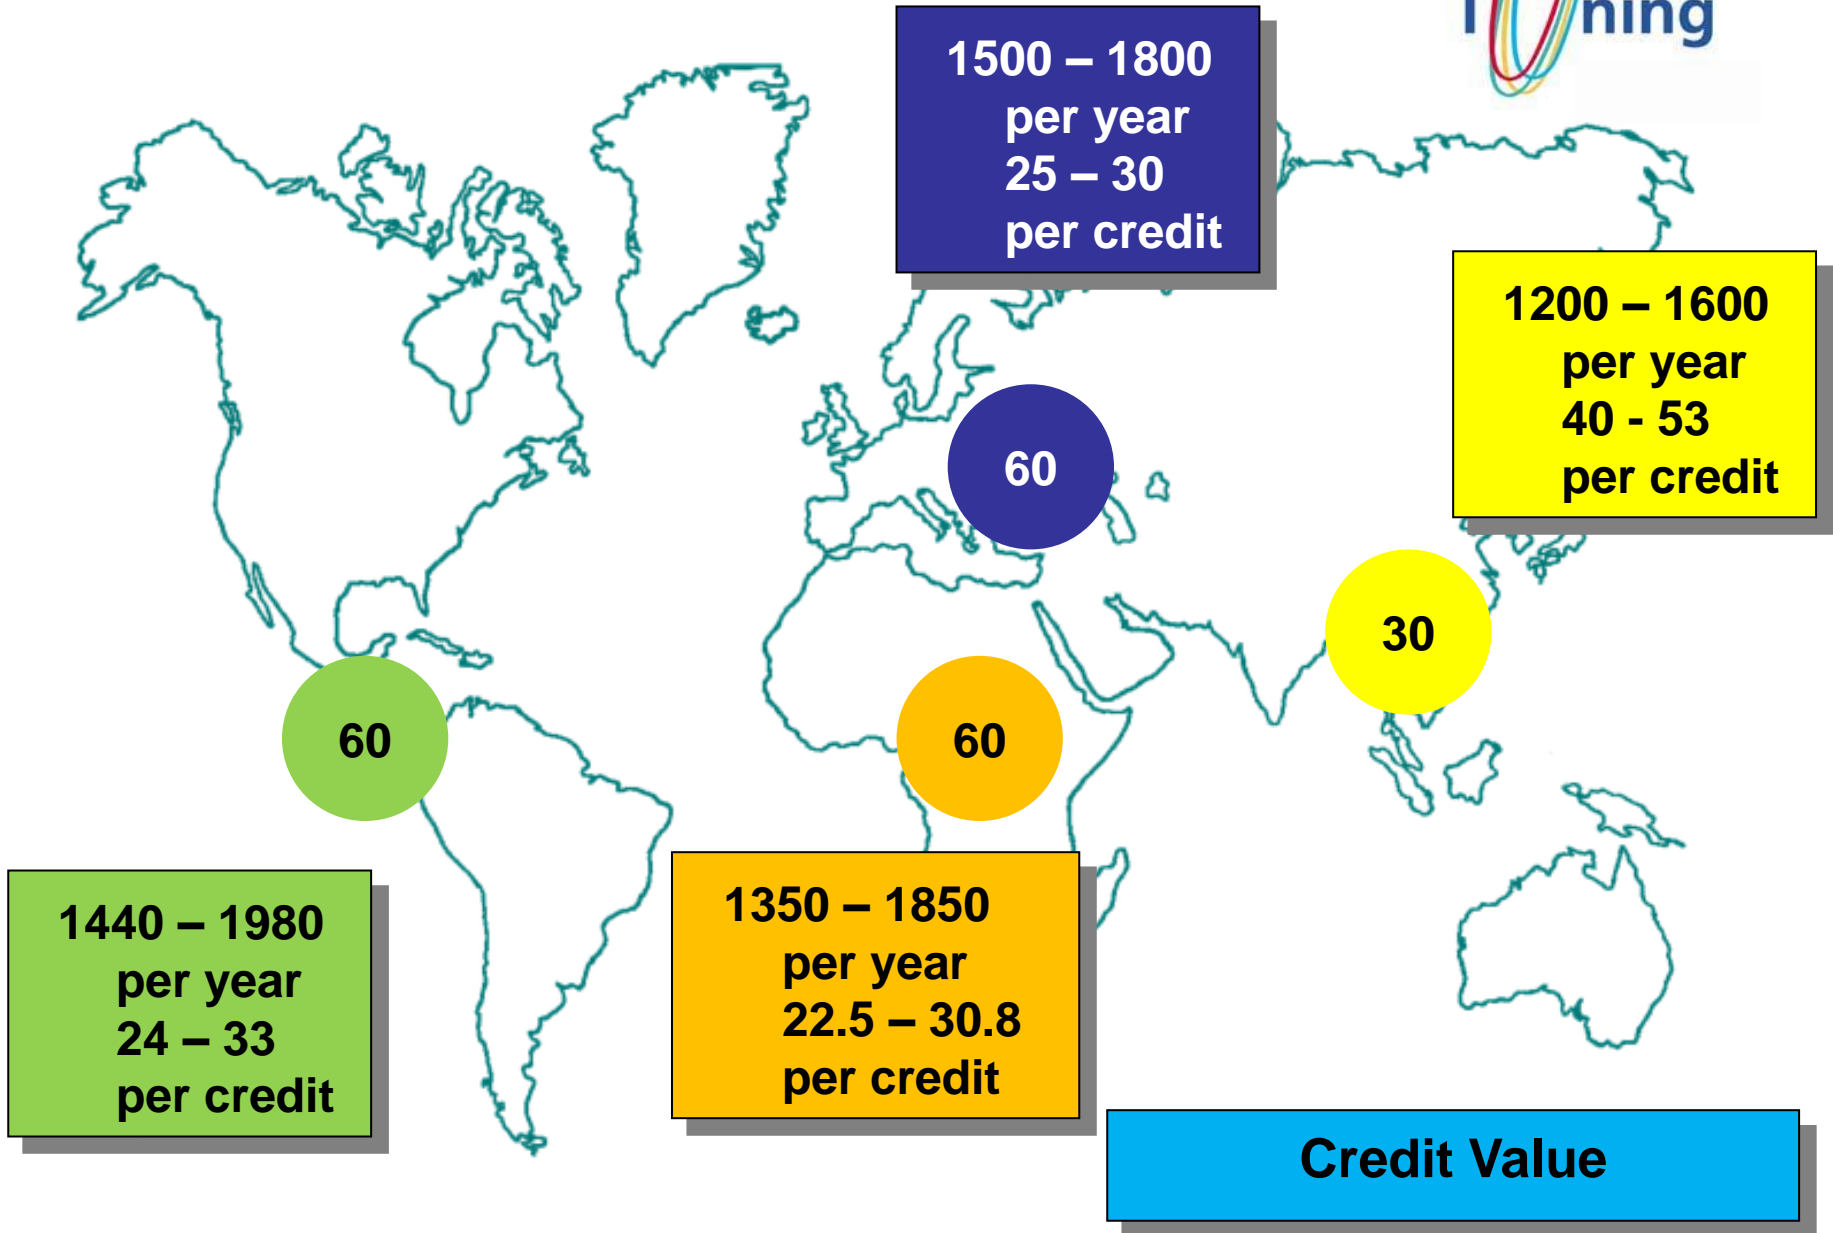 ning
1500 – 1800
per year
25 – 30
per credit
1200 – 1600
per year
40 - 53
per credit
60
30
60
60
1440 – 1980
per year
24 – 33
per credit
1350 – 1850
per year
22.5 – 30.8
per credit
Credit Value